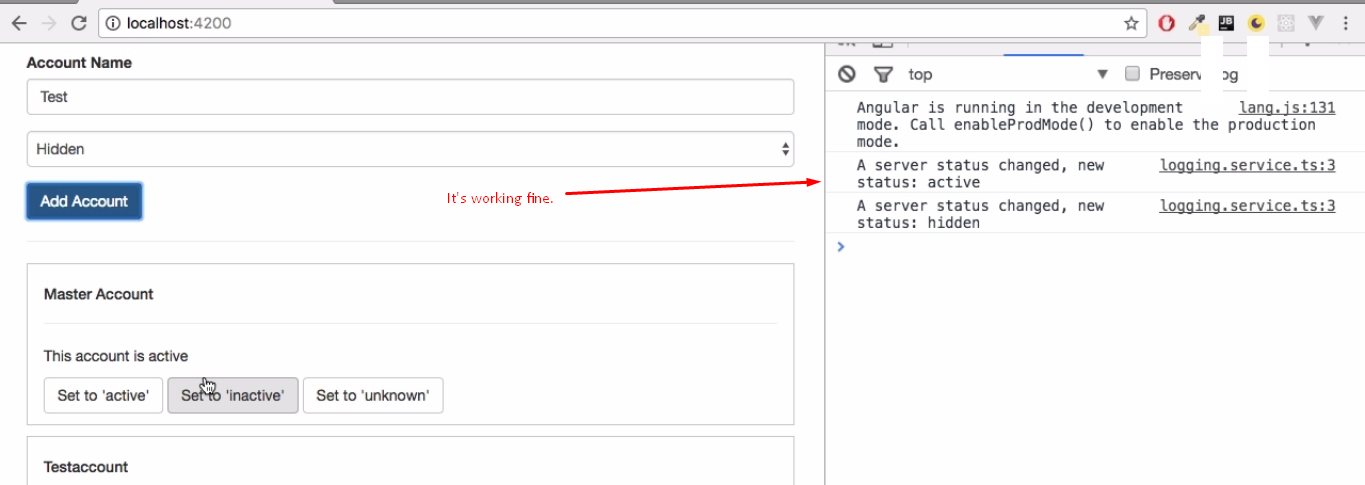 localhost:4200
Account Name
Test
Hidden
Add Account
It's working fine.
Master Account
This account is active
Set to 'active' Set to 'inactive' Set to 'unknown'
Testaccount
top Preserv og
Angular is running in the development lang.js:131
mode. Call enableProdMode() to enable the production
mode.
A server status changed, new logging.service.ts:3
status: active
A server status changed, new logging.service.ts:3
status: hidden